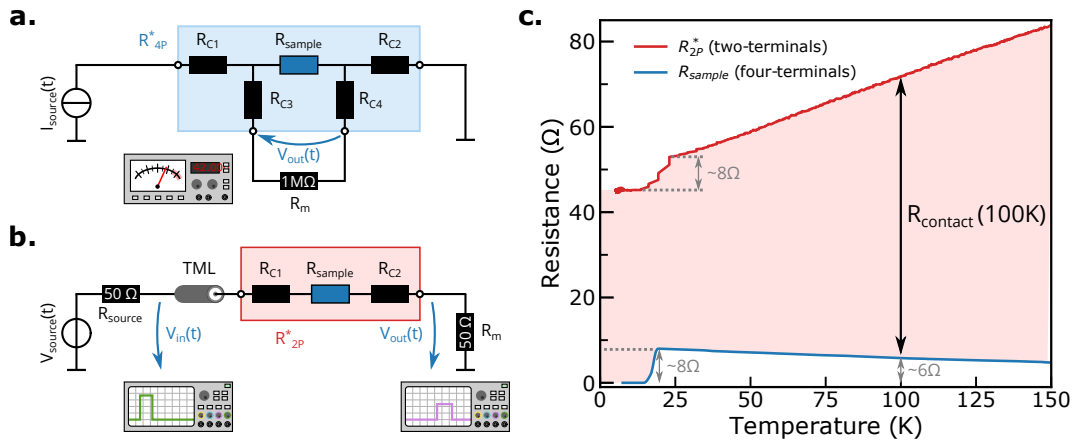 a.
R*4P
RC1
Rsample
RC2
RC3
RC4
Isource(t)
Vout(t)
1MΩ
Rm
b.
TML
RC1
Rsample
RC2
50 Ω
Rsource
Vsource(t)
Vin(t)
R*2P
Vout(t)
50 Ω
Rm
c.
R*2P (two-terminals)
Rsample (four-terminals)
~8Ω
Rcontact (100K)
~8Ω
~6Ω
Resistance (Ω)
80
60
40
20
0
0 25 50 75 100 125 150
Temperature (K)